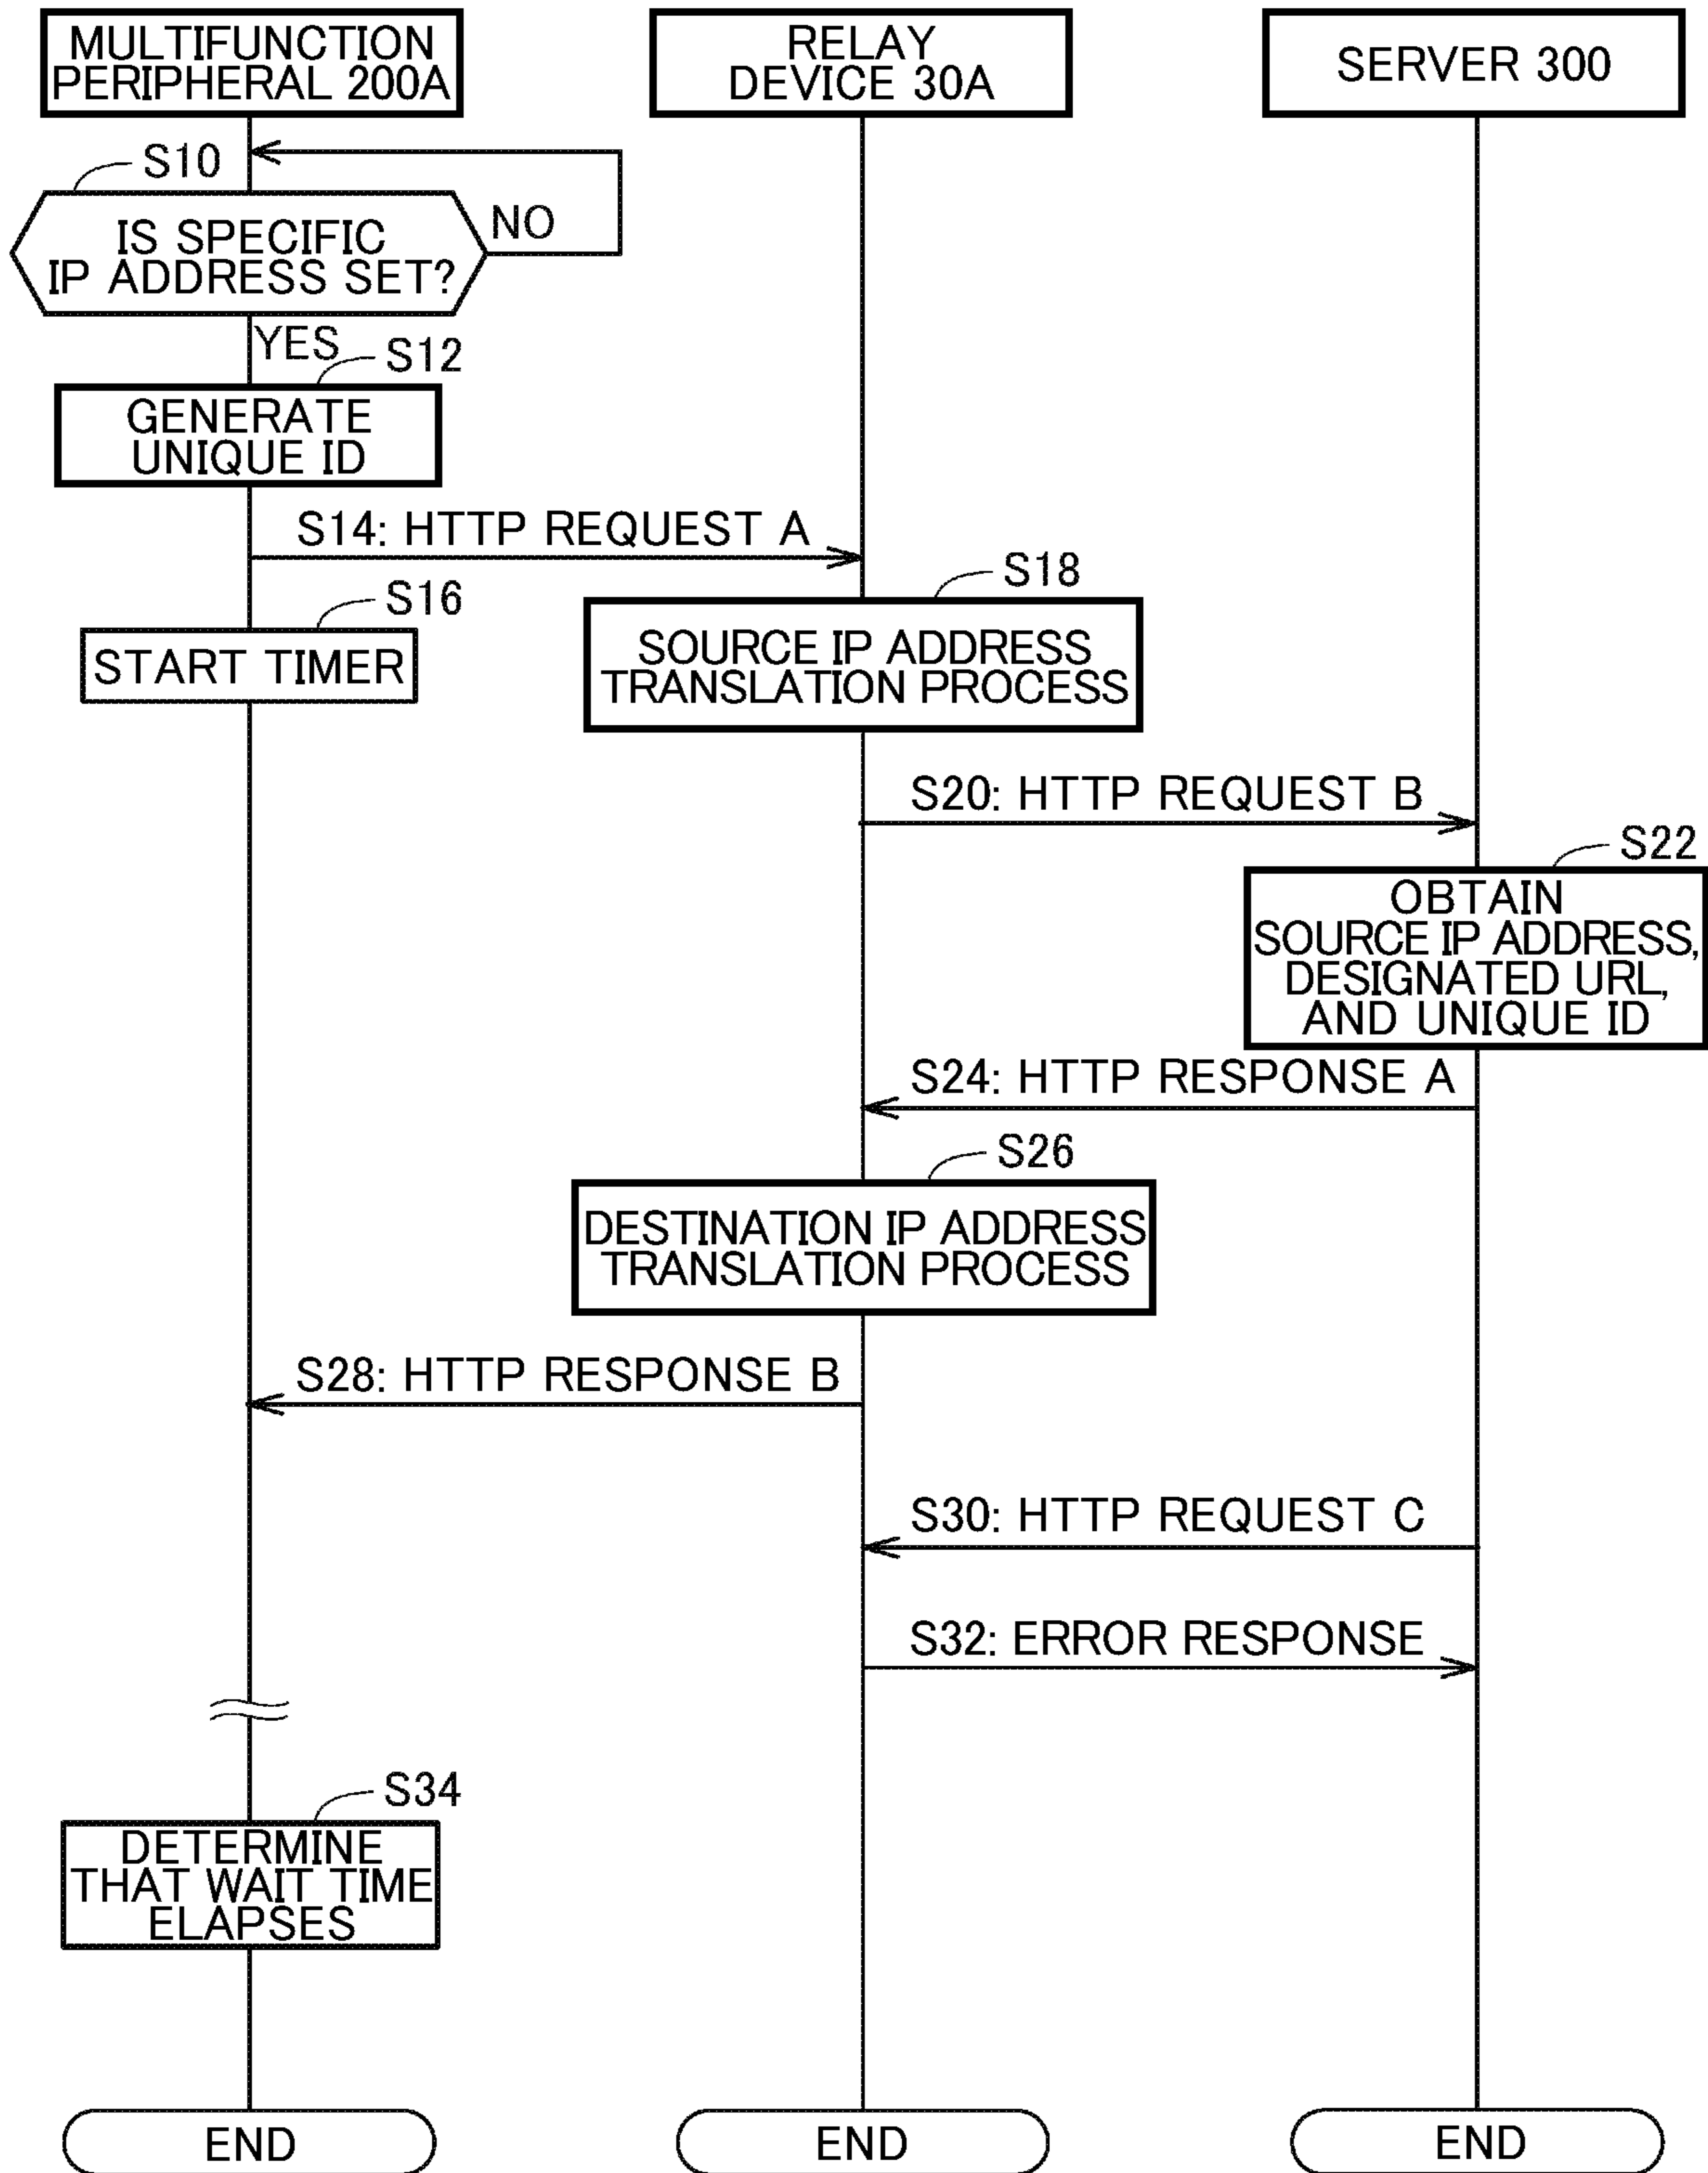 MULTIFUNCTION
PERIPHERAL 200A
RELAY
DEVICE 30A
SERVER 300
S10
IS SPECIFIC
IP ADDRESS SET?
NO
YES
S12
GENERATE
UNIQUE ID
S14: HTTP REQUEST A
S16
START TIMER
S18
SOURCE IP ADDRESS
TRANSLATION PROCESS
S20: HTTP REQUEST B
S22
OBTAIN
SOURCE IP ADDRESS,
DESIGNATED URL,
AND UNIQUE ID
S24: HTTP RESPONSE A
S26
DESTINATION IP ADDRESS
TRANSLATION PROCESS
S28: HTTP RESPONSE B
S30: HTTP REQUEST C
S32: ERROR RESPONSE
S34
DETERMINE
THAT WAIT TIME
ELAPSES
END
END
END